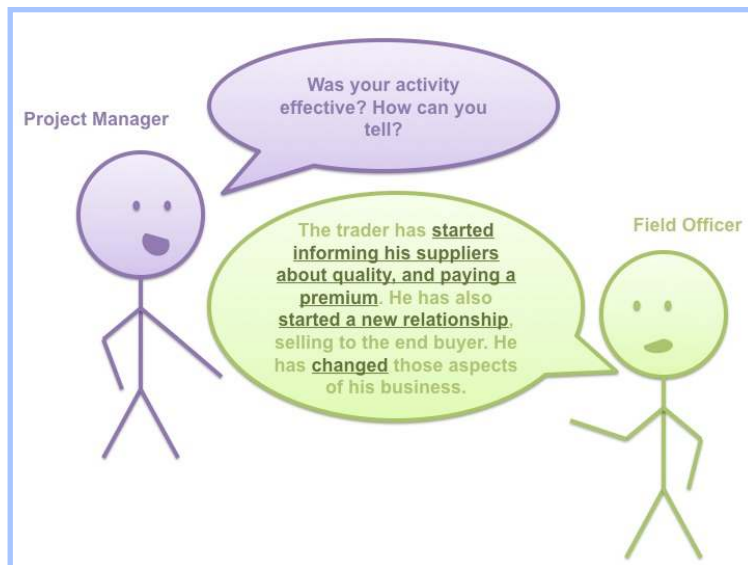 Was your activity
effective? How can you
tell?
Project Manager
The trader has started
informing his suppliers
about quality, and paying a
premium. He has also
started a new relationship,
selling to the end buyer. He
has changed those aspects
of his business.
Field Officer